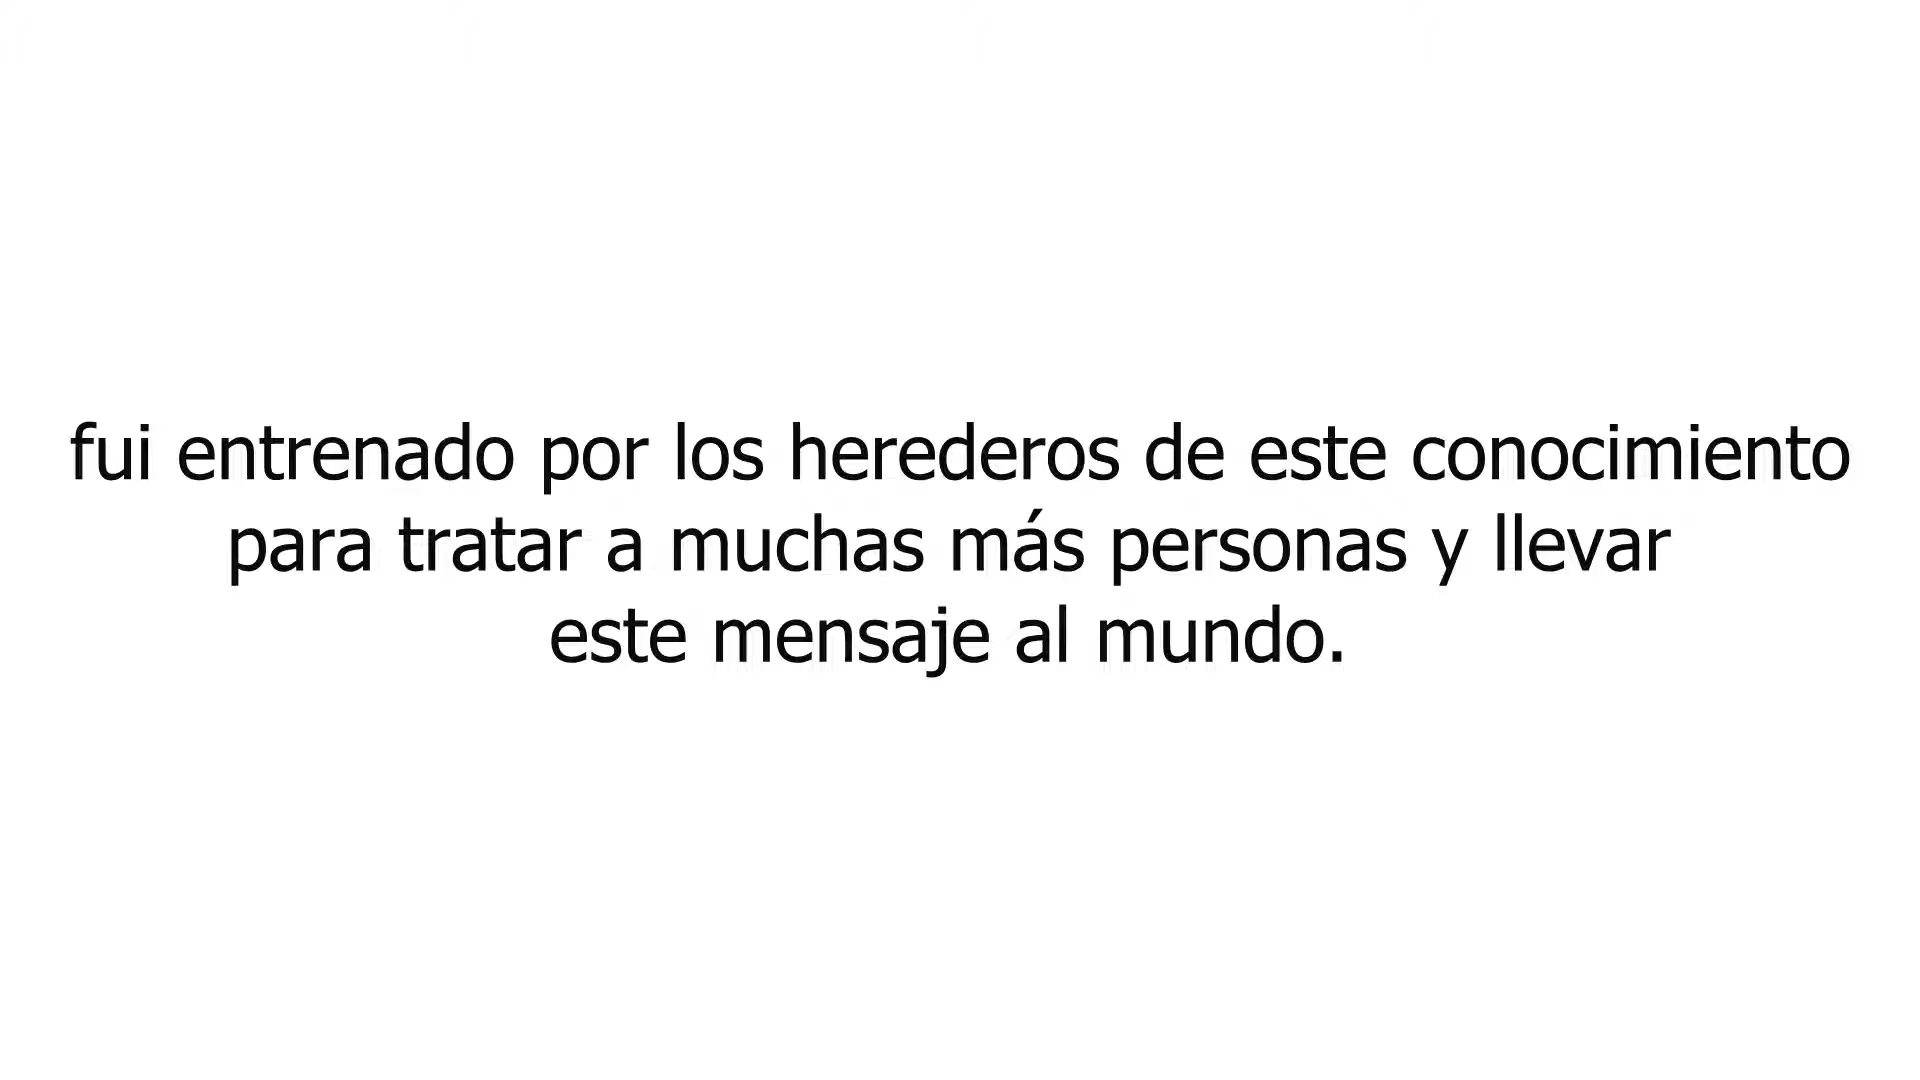 fui entrenado por los herederos de este conocimiento
para tratar a muchas más personas y llevar
este mensaje al mundo.